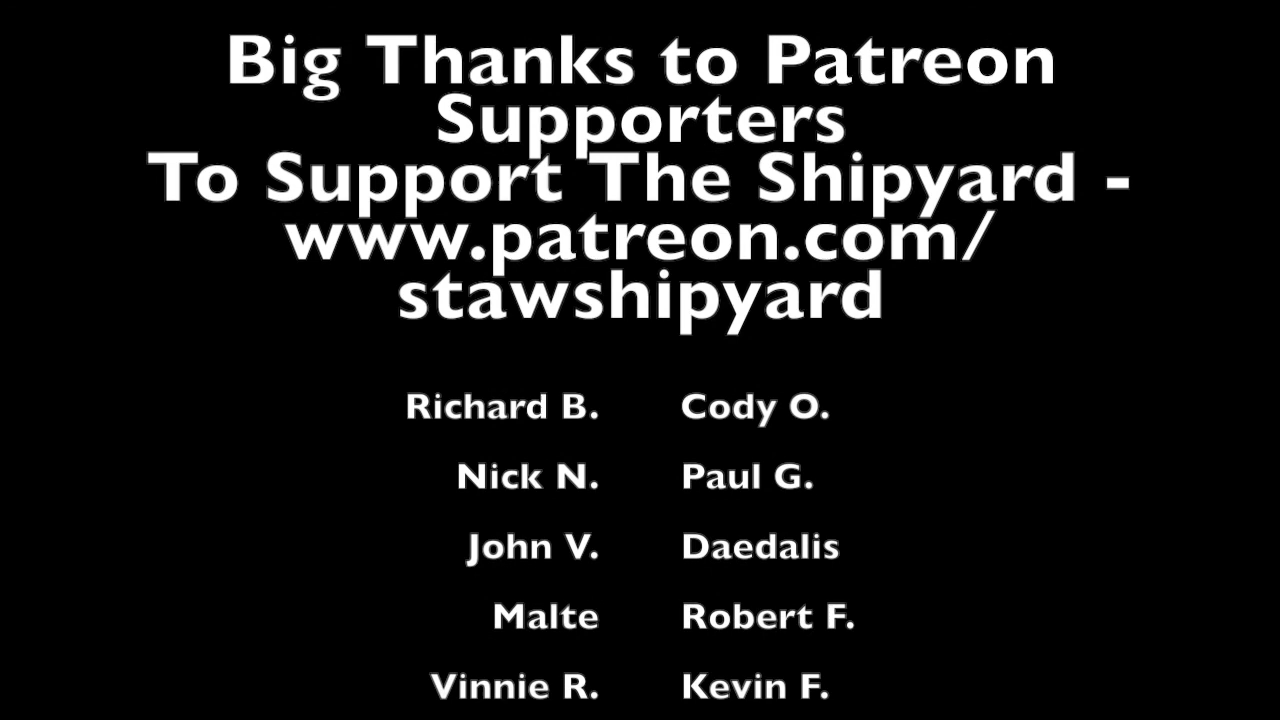 Big Thanks to Patreon
Supporters
To Support The Shipyard -
www.patreon.com/
stawshipyard
Richard B. Cody O.
Nick N. Paul G.
John V. Daedalis
Malte Robert F.
Vinnie R. Kevin F.